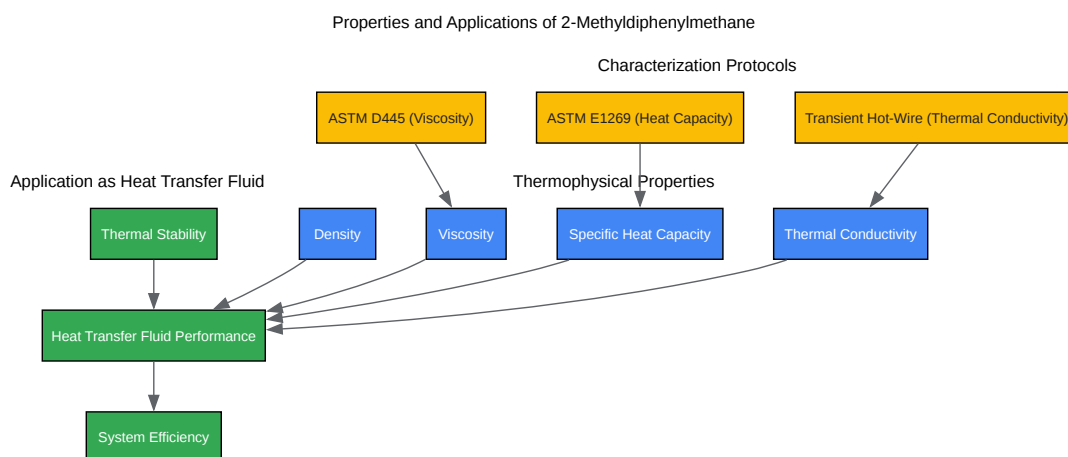 Properties and Applications of 2-Methyldiphenylmethane
Characterization Protocols
ASTM D445 (Viscosity)
ASTM E1269 (Heat Capacity)
Transient Hot-Wire (Thermal Conductivity)
Application as Heat Transfer Fluid
Thermophysical Properties
Thermal Stability
Density
Viscosity
Specific Heat Capacity
Thermal Conductivity
Heat Transfer Fluid Performance
System Efficiency